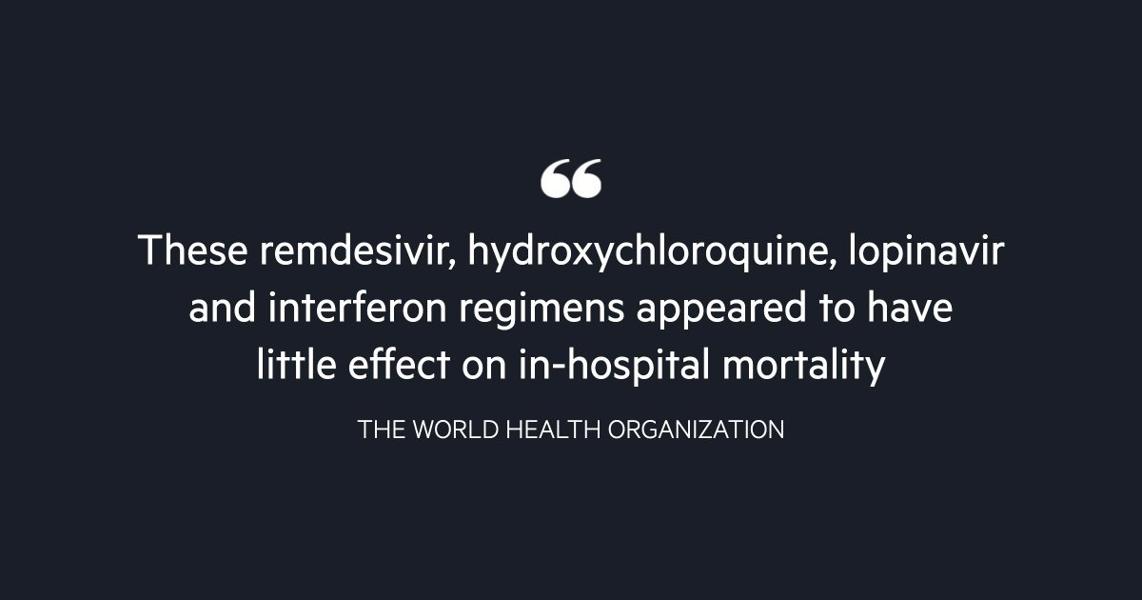 “
These remdesivir, hydroxychloroquine, lopinavir
and interferon regimens appeared to have
little effect on in-hospital mortality
THE WORLD HEALTH ORGANIZATION